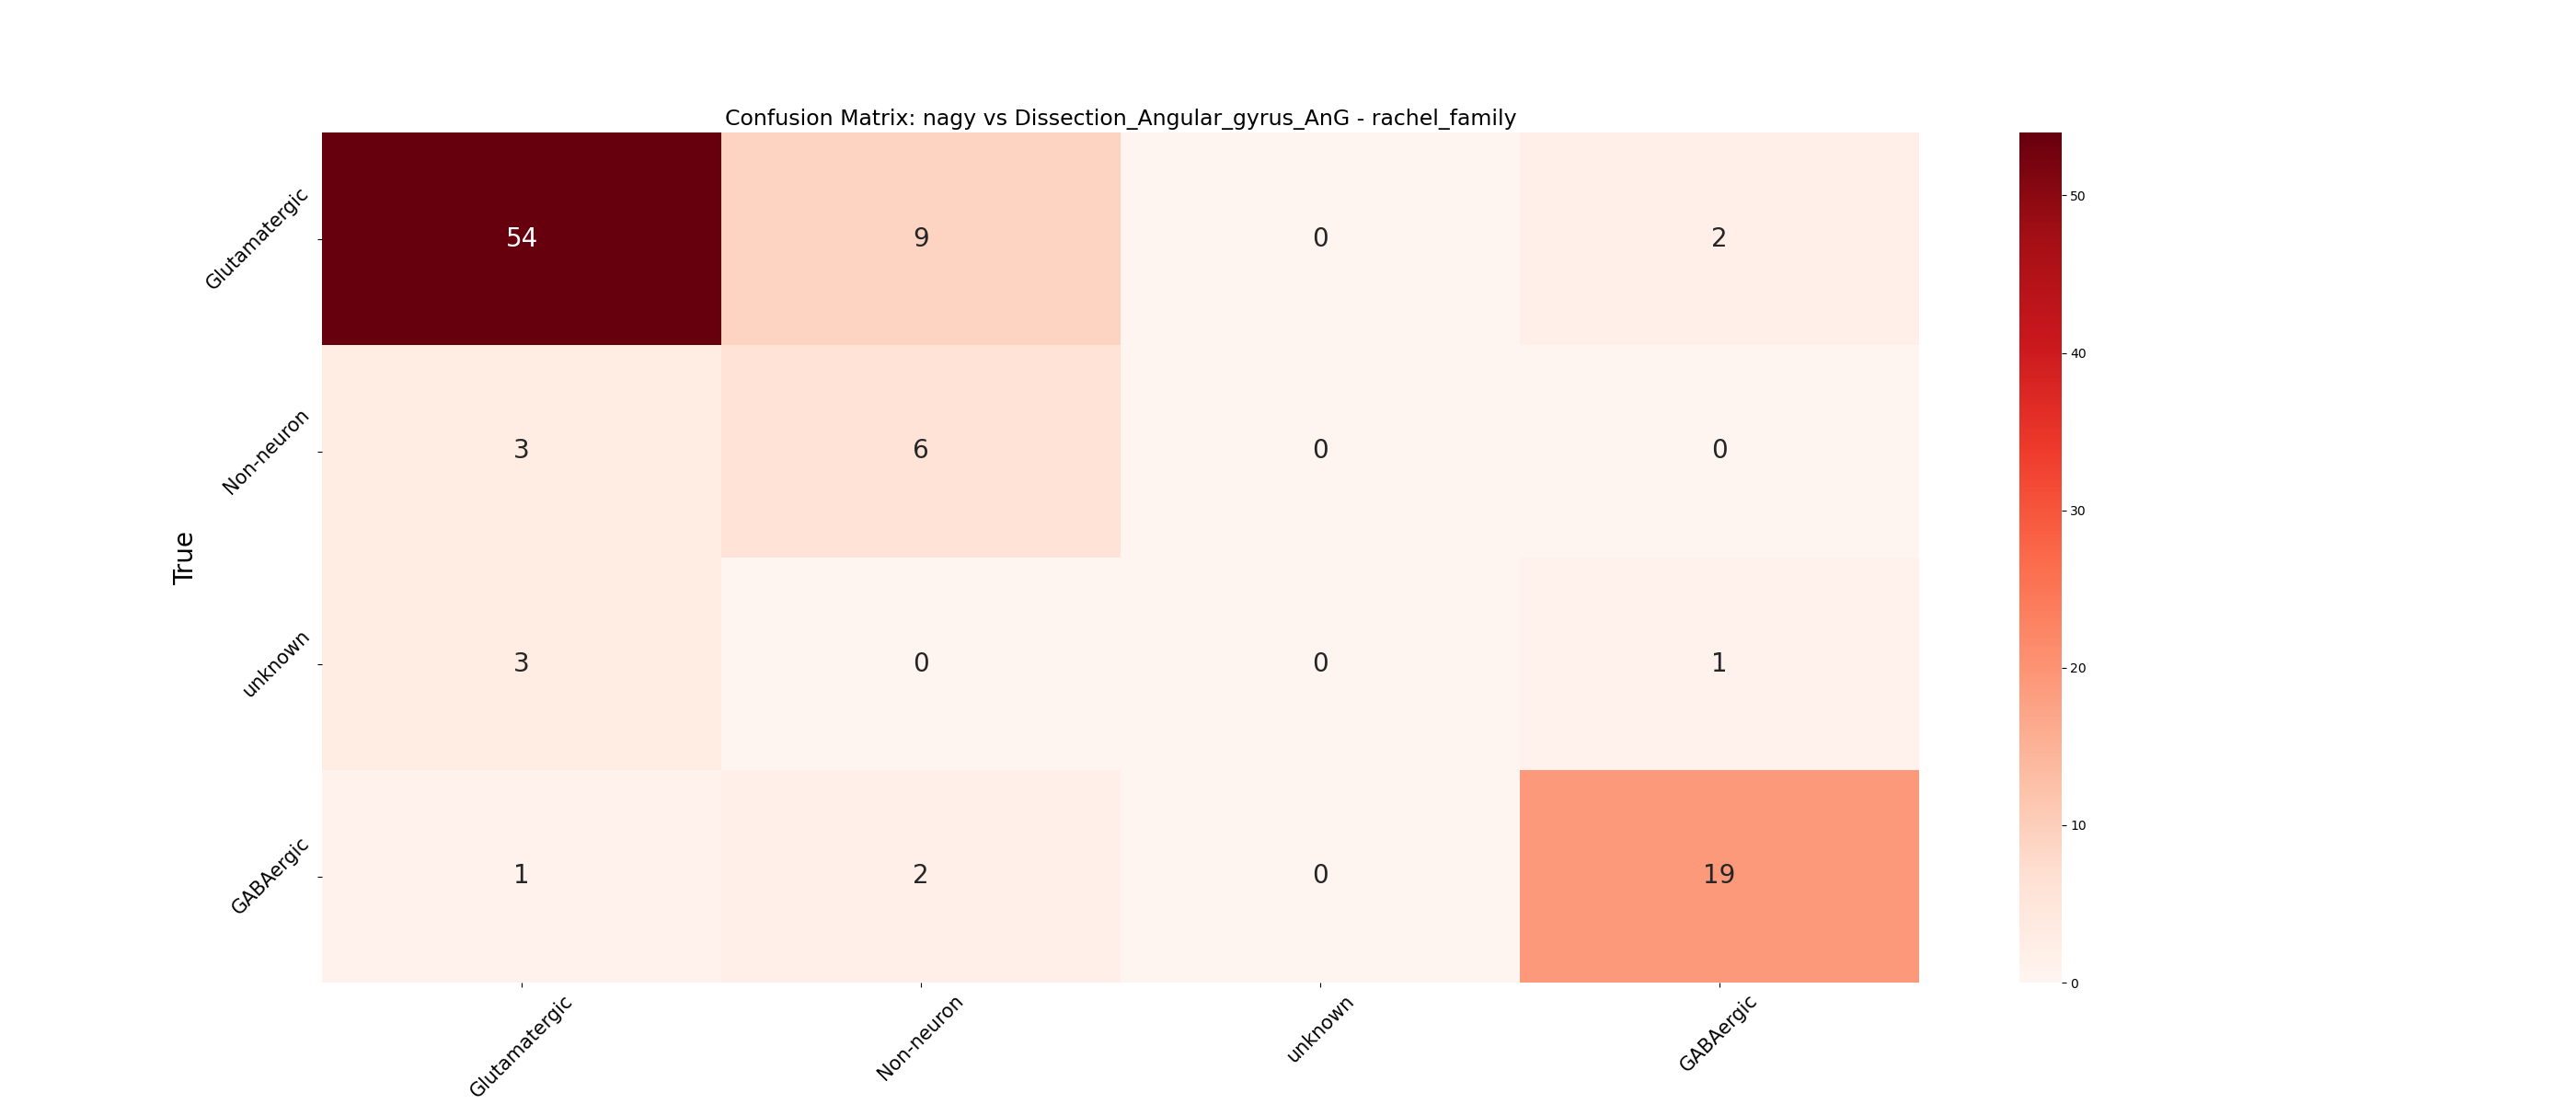 Confusion Matrix: nagy vs Dissection_Angular_gyrus_AnG - rachel_family
Glutamatergic
54
9
0
2
Non-neuron
3
6
0
0
unknown
3
0
0
1
GABAergic
1
2
0
19
True
Glutamatergic
Non-neuron
unknown
GABAergic
50
40
30
20
10
0